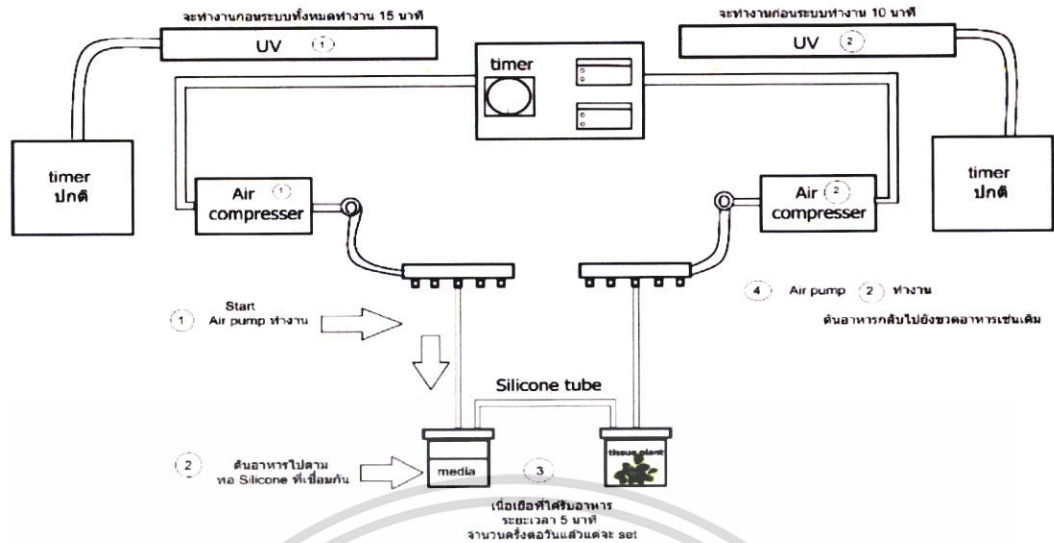 จะทำงานก่อนระบบทั้งหมดทำงาน 15 นาที
จะทำงานก่อนระบบทำงาน 10 นาที
UV 1
UV 2
timer
timer
ปกติ
timer
ปกติ
Air 1
compresser
Air 2
compresser
Start
1 Air pump ทำงาน
4 Air pump 2 ทำงาน
ดันอาหารกลับไปยังขวดอาหารเช่นเดิม
Silicone tube
2 ดันอาหารไปตาม
ทอ Silicone ที่เชื่อมกัน
media
3
tissue plant
เนื้อเยื่อที่ได้รับอาหาร
ระยะเวลา 5 นาที
จำนวนครั้งต่อวันแล้วแต่จะ set